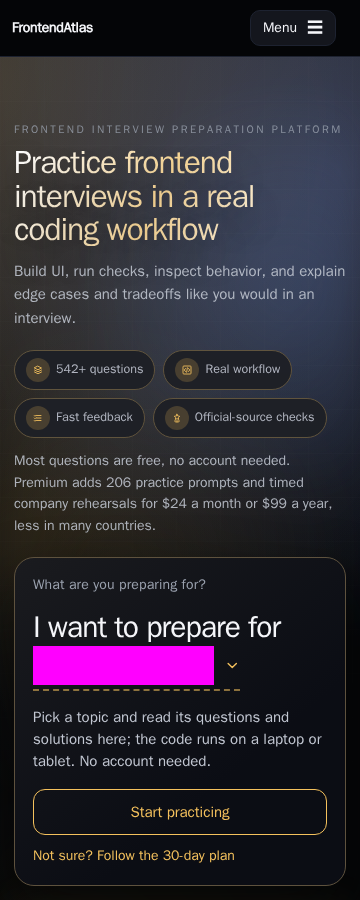 FrontendAtlas
Menu
FRONTEND INTERVIEW PREPARATION PLATFORM
Practice frontend
interviews in a real
coding workflow
Build UI, run checks, inspect behavior, and explain
edge cases and tradeoffs like you would in an
interview.
542+ questions
Real workflow
Fast feedback
Official-source checks
Most questions are free, no account needed.
Premium adds 206 practice prompts and timed
company rehearsals for $24 a month or $99 a year,
less in many countries.
What are you preparing for?
I want to prepare for
Pick a topic and read its questions and
solutions here; the code runs on a laptop or
tablet. No account needed.
Start practicing
Not sure? Follow the 30-day plan